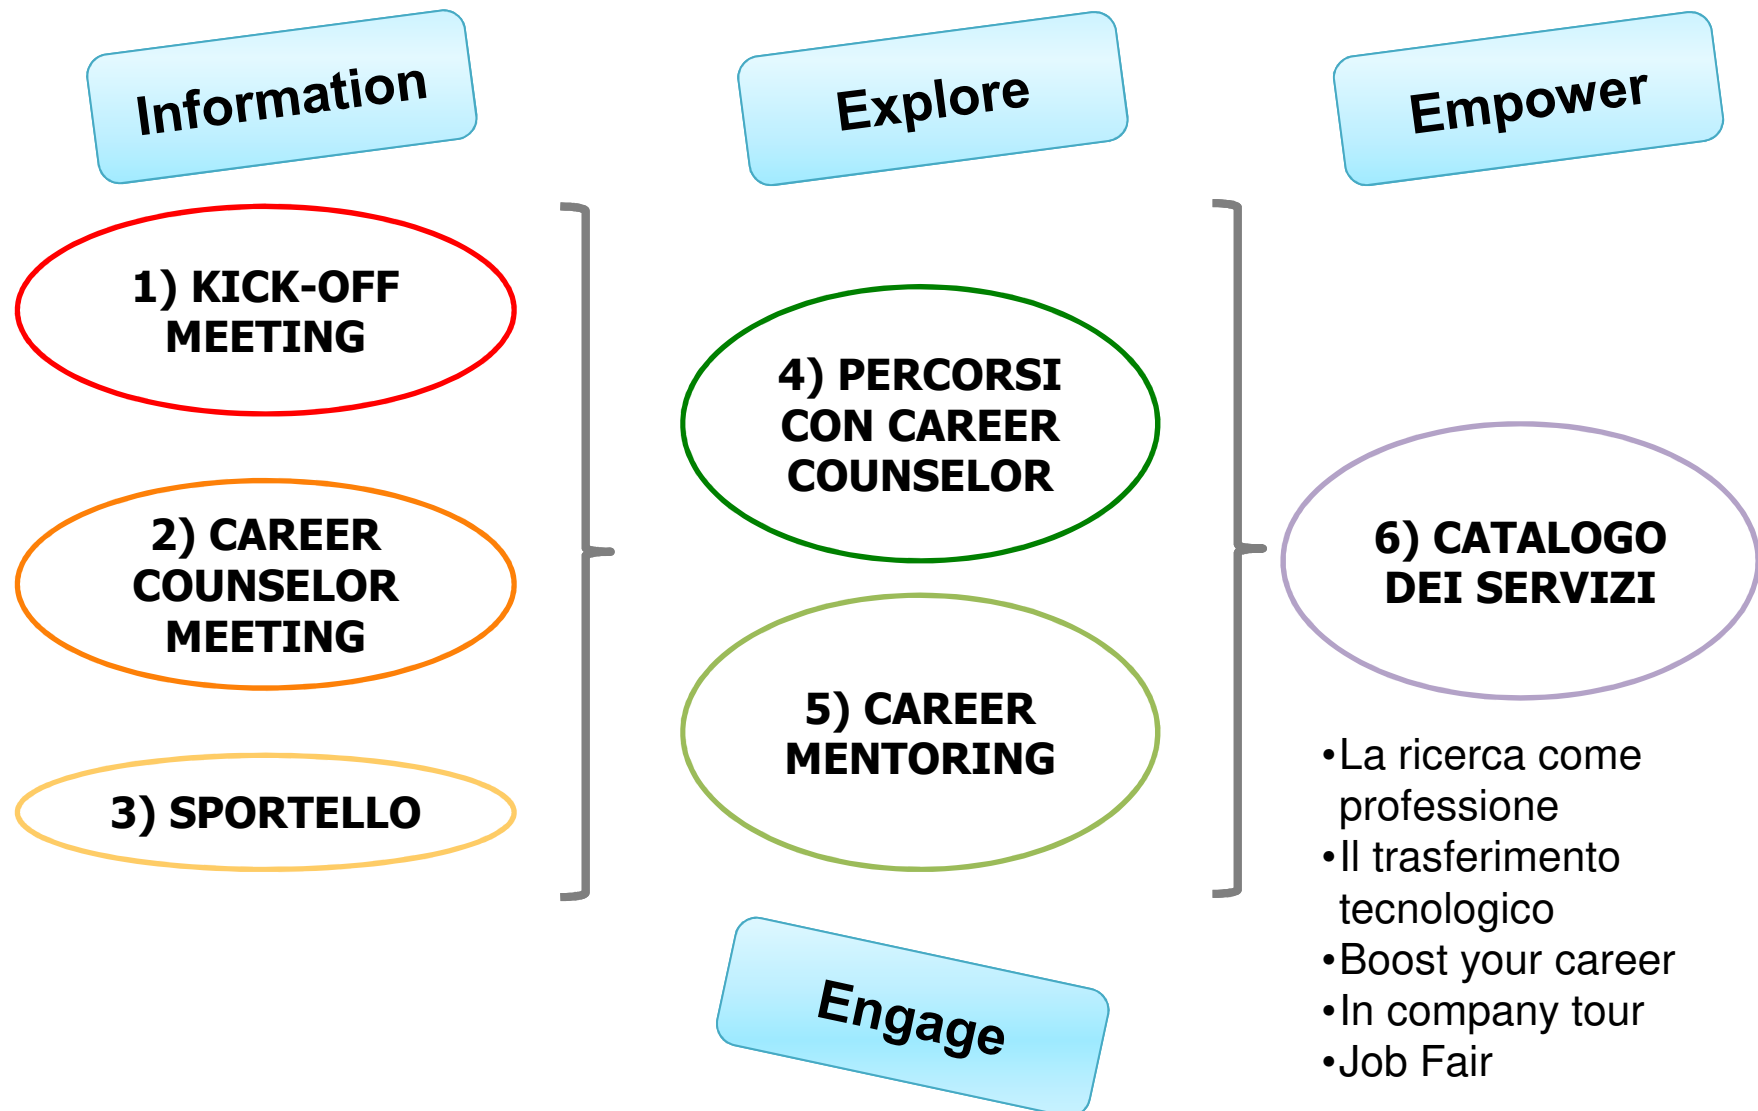 Information
Explore
Empower
1) KICK-OFF
MEETING
2) CAREER
COUNSELOR
MEETING
3) SPORTELLO
4) PERCORSI
CON CAREER
COUNSELOR
5) CAREER
MENTORING
Engage
6) CATALOGO
DEI SERVIZI
•La ricerca come
professione
•Il trasferimento
tecnologico
•Boost your career
•In company tour
•Job Fair